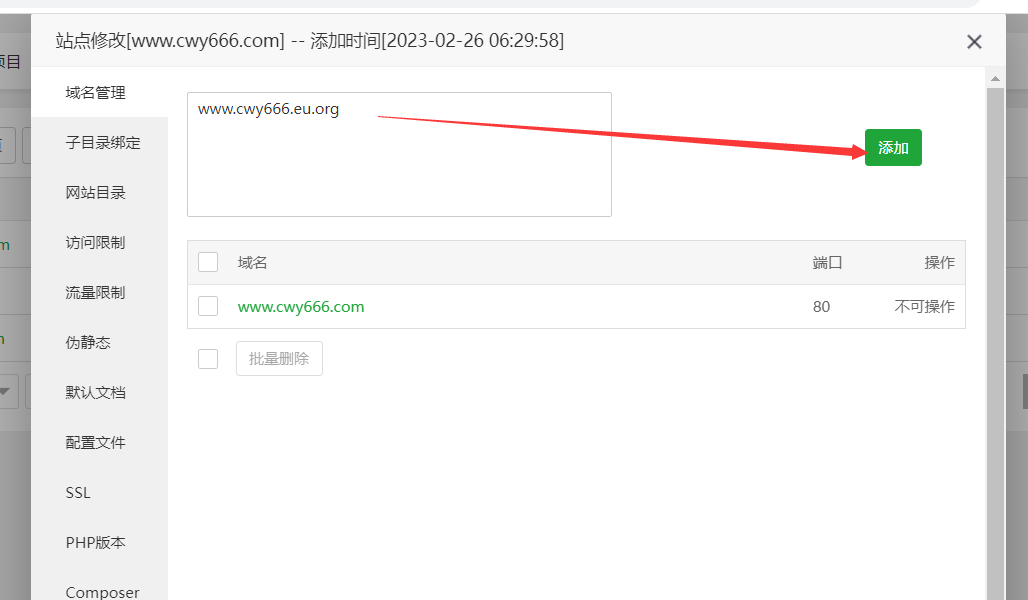 站点修改[www.cwy666.com] -- 添加时间[2023-02-26 06:29:58]
项目
域名管理
子目录绑定
网站目录
访问限制
流量限制
伪静态
默认文档
配置文件
SSL
PHP版本
Composer
www.cwy666.eu.org
添加
域名 端口 操作
www.cwy666.com 80 不可操作
批量删除